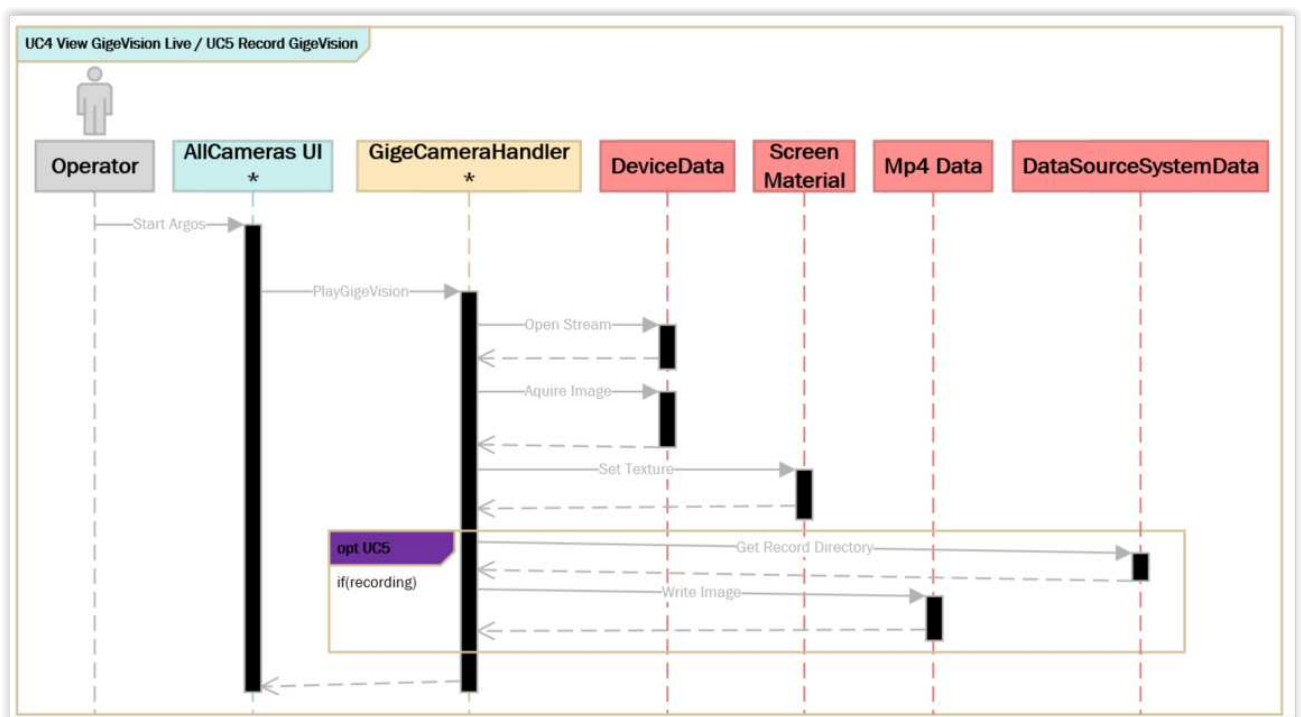 UC4 View GigeVision Live / UC5 Record GigeVision
Operator
AllCameras UI
*
GigeCameraHandler
*
DeviceData
Screen
Material
Mp4 Data
DataSourceSystemData
Start Argos
PlayGigeVision
Open Stream
Aquire Image
Set Texture
opt UC5
Get Record Directory
if(recording)
Write Image